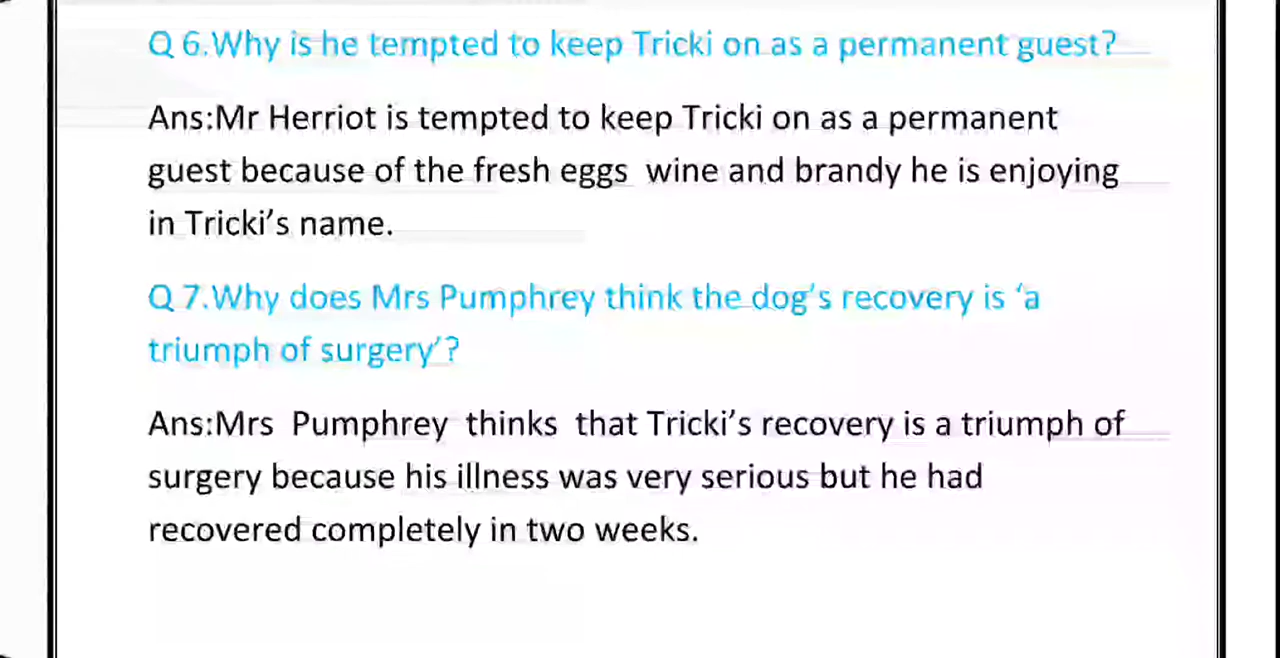 Q 6.Why is he tempted to keep Tricki on as a permanent guest?
Ans:Mr Herriot is tempted to keep Tricki on as a permanent
guest because of the fresh eggs  wine and brandy he is enjoying
in Tricki’s name.
Q 7.Why does Mrs Pumphrey think the dog’s recovery is ‘a
triumph of surgery’?
Ans:Mrs  Pumphrey  thinks  that Tricki’s recovery is a triumph of
surgery because his illness was very serious but he had
recovered completely in two weeks.